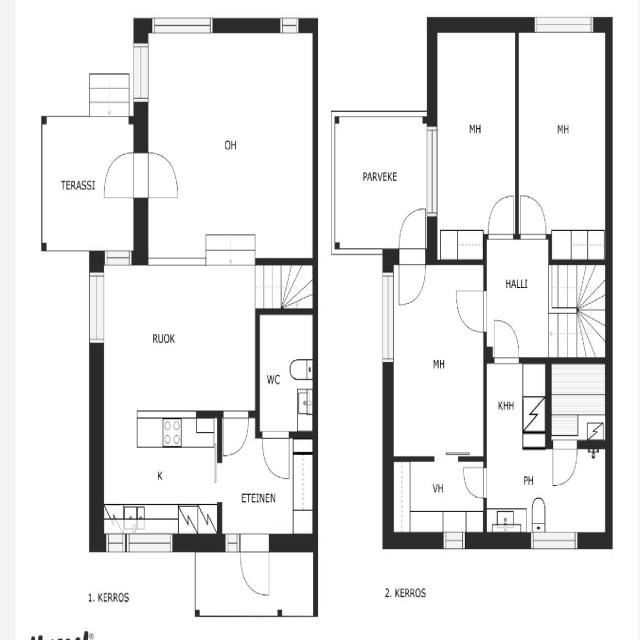 OH
TERASSI
RUOK
WC
K
ETEINEN
1. KERROS
MH
MH
PARVEKE
HALLI
MH
KHH
VH
PH
2. KERROS